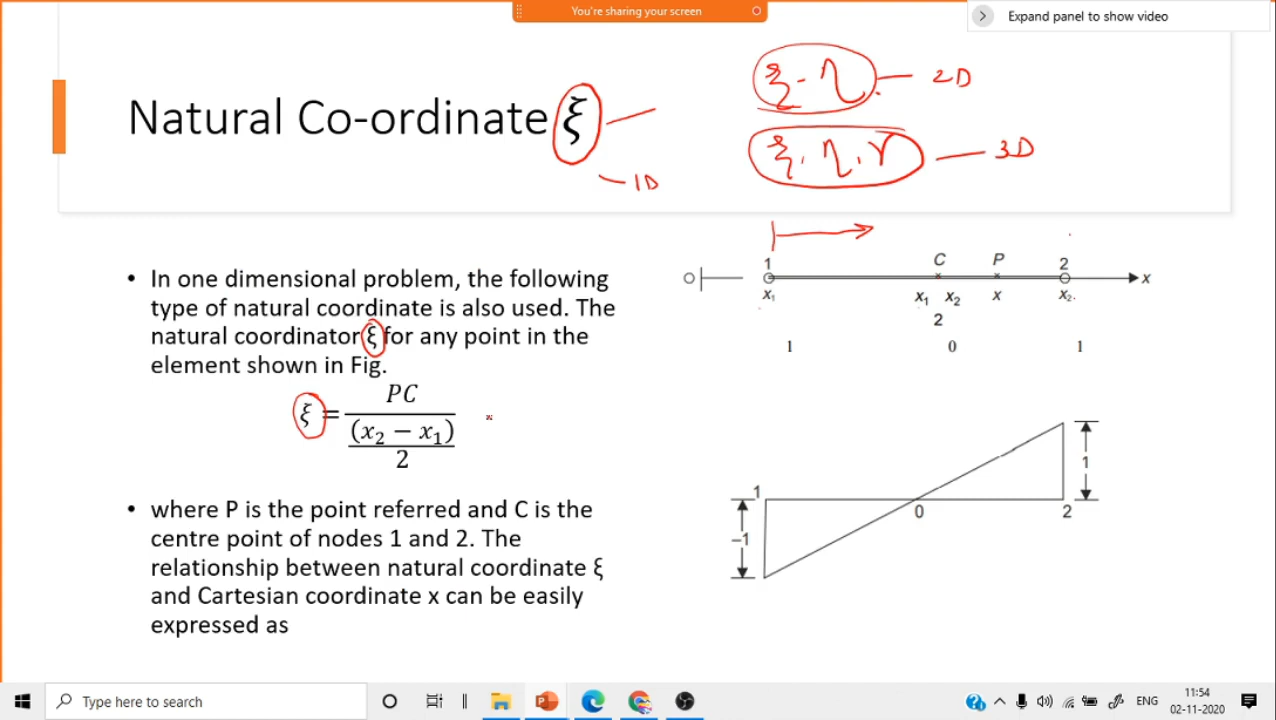 You're sharing your screen
Expand panel to show video
Natural Co-ordinate ξ
1D
ξ - η 2D
ξ, η, γ 3D
• In one dimensional problem, the following
type of natural coordinate is also used. The
natural coordinator ξ for any point in the
element shown in Fig.
ξ = PC
(x₂ − x₁)
2
• where P is the point referred and C is the
centre point of nodes 1 and 2. The
relationship between natural coordinate ξ
and Cartesian coordinate x can be easily
expressed as
1 C P 2
O x
x₁ x₁ x₂ x x₂
2
1 0 1
1
1
0 2
–1
Type here to search
ENG
11:54
02-11-2020